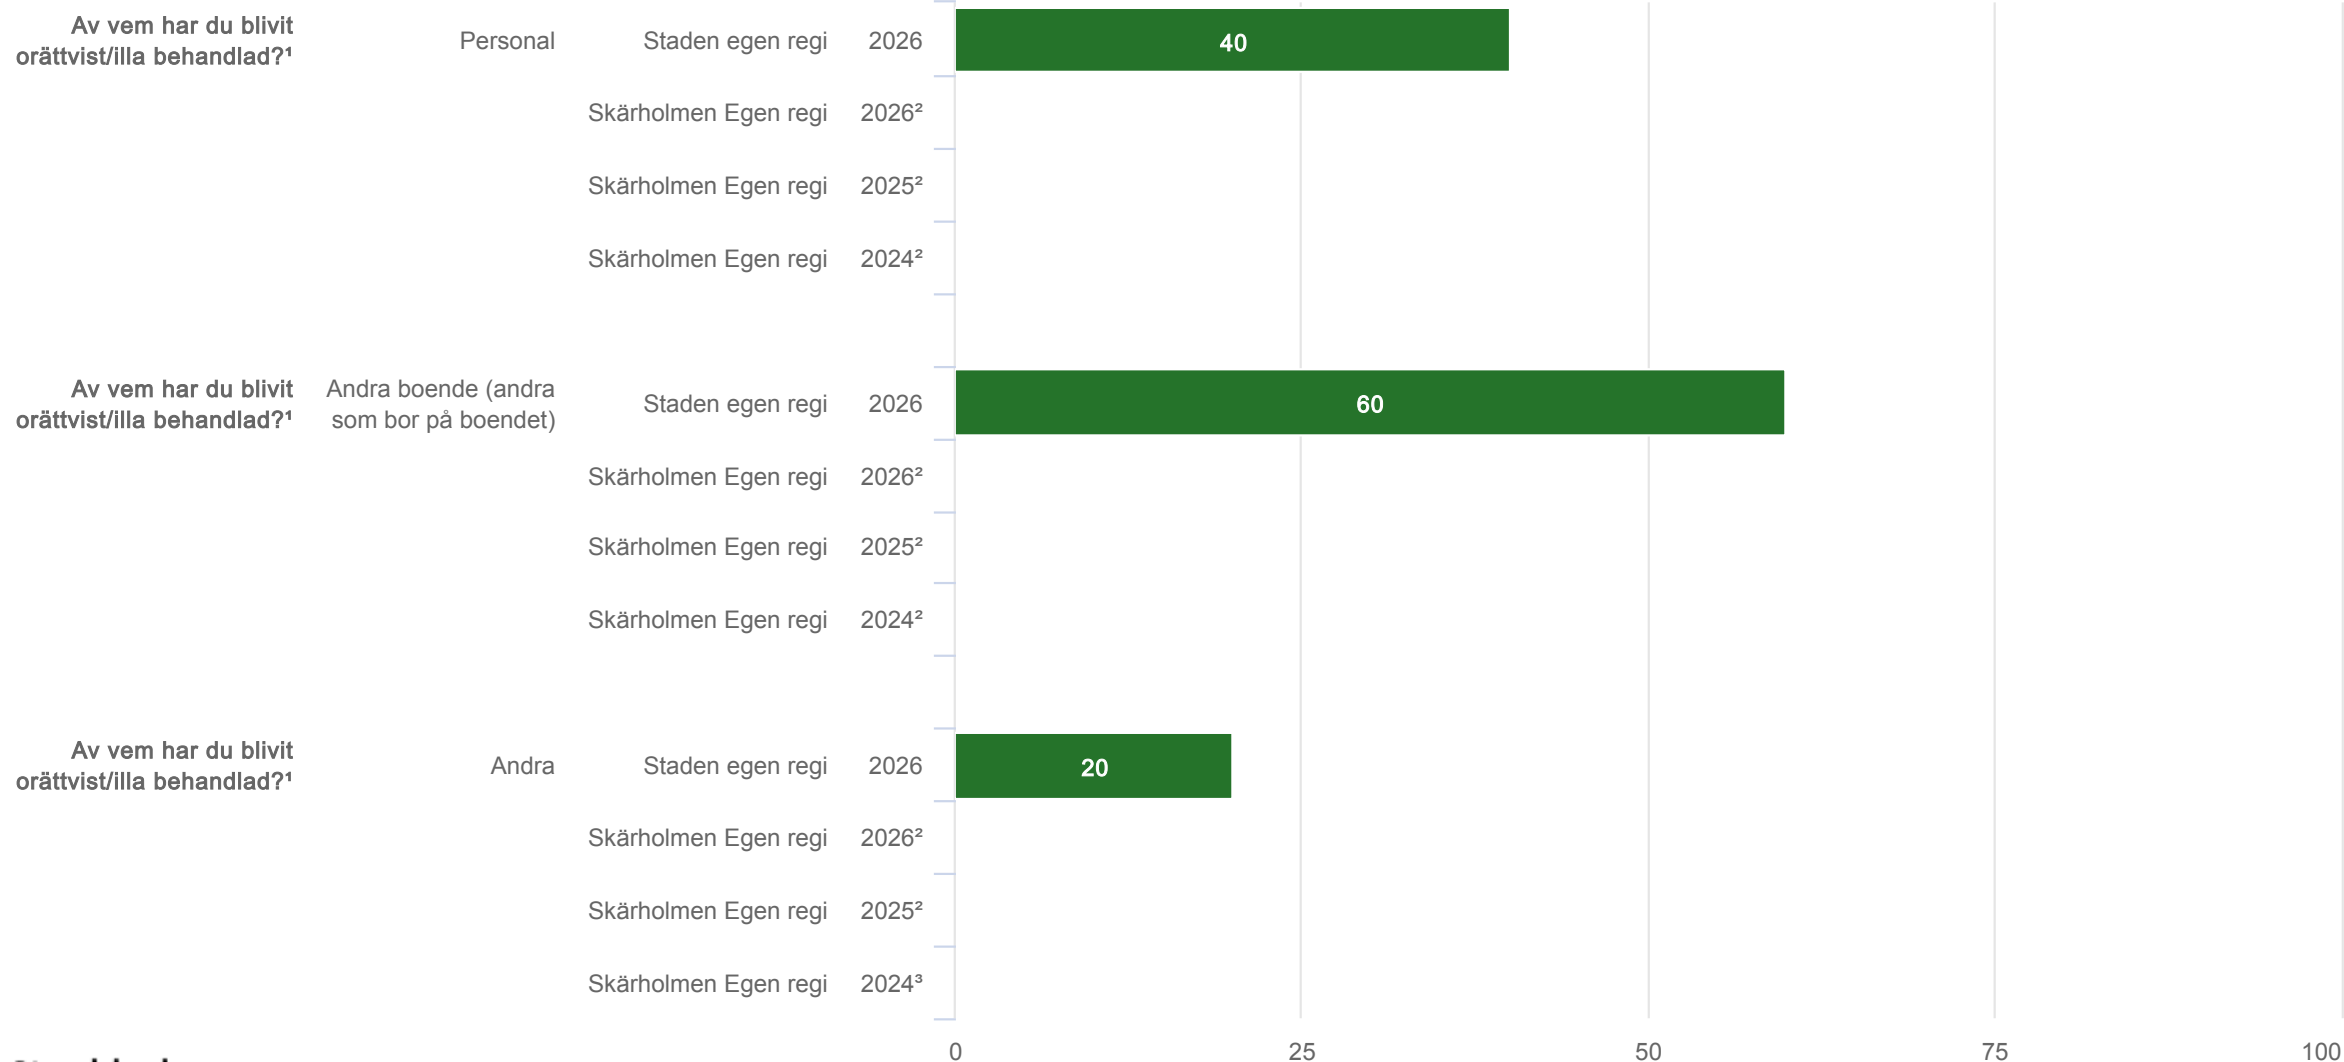 Av vem har du blivit
orättvist/illa behandlad?¹
Personal
Staden egen regi 2026
40
Skärholmen Egen regi 2026²
Skärholmen Egen regi 2025²
Skärholmen Egen regi 2024²
Av vem har du blivit
orättvist/illa behandlad?¹
Andra boende (andra
som bor på boendet)
Staden egen regi 2026
60
Skärholmen Egen regi 2026²
Skärholmen Egen regi 2025²
Skärholmen Egen regi 2024²
Av vem har du blivit
orättvist/illa behandlad?¹
Andra
Staden egen regi 2026
20
Skärholmen Egen regi 2026²
Skärholmen Egen regi 2025²
Skärholmen Egen regi 2024³
0 25 50 75 100